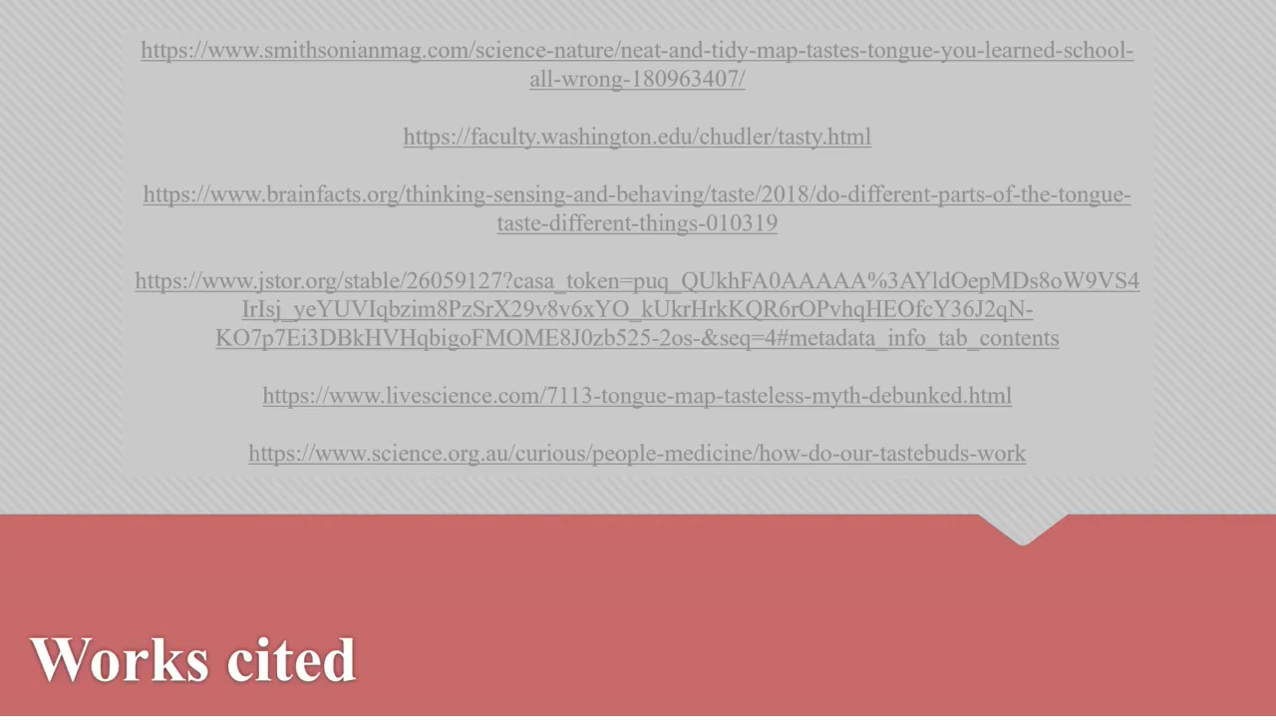 https://www.smithsonianmag.com/science-nature/neat-and-tidy-map-tastes-tongue-you-learned-school-
all-wrong-180963407/
https://faculty.washington.edu/chudler/tasty.html
https://www.brainfacts.org/thinking-sensing-and-behaving/taste/2018/do-different-parts-of-the-tongue-
taste-different-things-010319
https://www.jstor.org/stable/26059127?casa_token=puq_QUkhFA0AAAAA%3AYldOepMDs8oW9VS4
IrIsj_yeYUVIqbzim8PzSrX29v8v6xYO_kUkrHrkKQR6rOPvhqHEOfcY36J2qN-
KO7p7Ei3DBkHVHqbigoFMOME8J0zb525-2os-&seq=4#metadata_info_tab_contents
https://www.livescience.com/7113-tongue-map-tasteless-myth-debunked.html
https://www.science.org.au/curious/people-medicine/how-do-our-tastebuds-work
Works cited